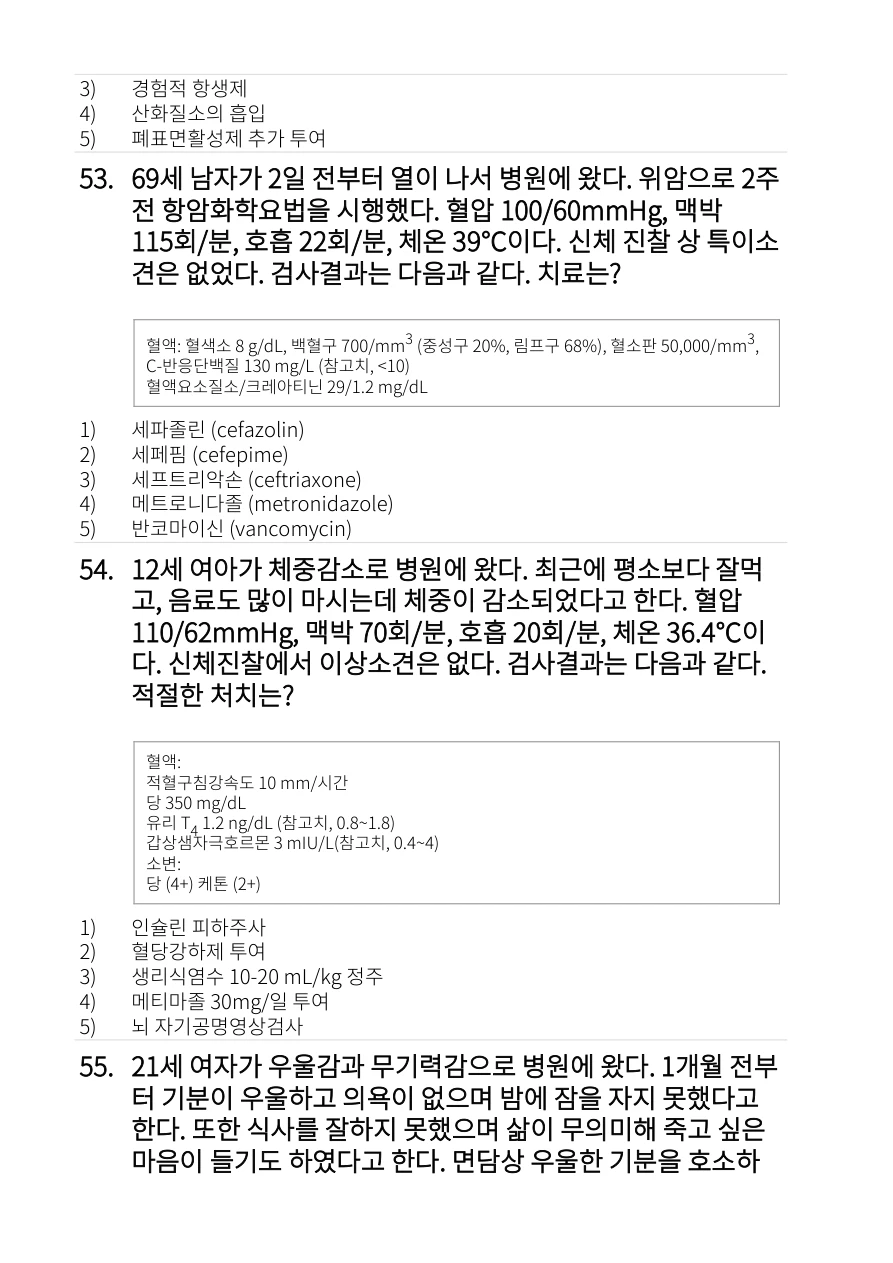 3) 경험적 항생제
4) 산화질소의 흡입
5) 폐표면활성제 추가 투여
53. 69세 남자가 2일 전부터 열이 나서 병원에 왔다. 위암으로 2주
전 항암화학요법을 시행했다. 혈압 100/60mmHg, 맥박
115회/분, 호흡 22회/분, 체온 39℃이다. 신체 진찰 상 특이소
견은 없었다. 검사결과는 다음과 같다. 치료는?
혈액: 혈색소 8 g/dL, 백혈구 700/mm³ (중성구 20%, 림프구 68%), 혈소판 50,000/mm³,
C-반응단백질 130 mg/L (참고치, <10)
혈액요소질소/크레아티닌 29/1.2 mg/dL
1) 세파졸린 (cefazolin)
2) 세페핌 (cefepime)
3) 세프트리악손 (ceftriaxone)
4) 메트로니다졸 (metronidazole)
5) 반코마이신 (vancomycin)
54. 12세 여아가 체중감소로 병원에 왔다. 최근에 평소보다 잘먹
고, 음료도 많이 마시는데 체중이 감소되었다고 한다. 혈압
110/62mmHg, 맥박 70회/분, 호흡 20회/분, 체온 36.4℃이
다. 신체진찰에서 이상소견은 없다. 검사결과는 다음과 같다.
적절한 처치는?
혈액:
적혈구침강속도 10 mm/시간
당 350 mg/dL
유리 T₄ 1.2 ng/dL (참고치, 0.8~1.8)
갑상샘자극호르몬 3 mIU/L(참고치, 0.4~4)
소변:
당 (4+) 케톤 (2+)
1) 인슐린 피하주사
2) 혈당강하제 투여
3) 생리식염수 10-20 mL/kg 정주
4) 메티마졸 30mg/일 투여
5) 뇌 자기공명영상검사
55. 21세 여자가 우울감과 무기력감으로 병원에 왔다. 1개월 전부
터 기분이 우울하고 의욕이 없으며 밤에 잠을 자지 못했다고
한다. 또한 식사를 잘하지 못했으며 삶이 무의미해 죽고 싶은
마음이 들기도 하였다고 한다. 면담상 우울한 기분을 호소하